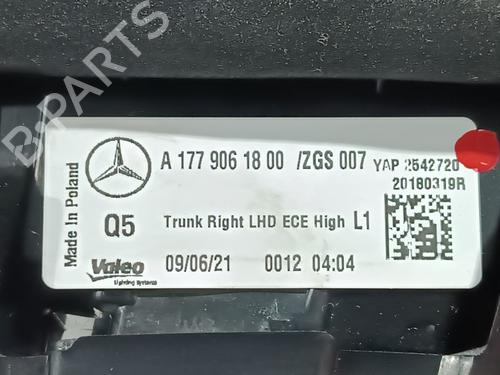 A 177 906 18 00 /ZGS 007 YAP 2542720
20180319R
Made in Poland
Q5 Trunk Right LHD ECE High L1
Valeo
Lighting Systems
09/06/21 0012 04:04
B-PARTS